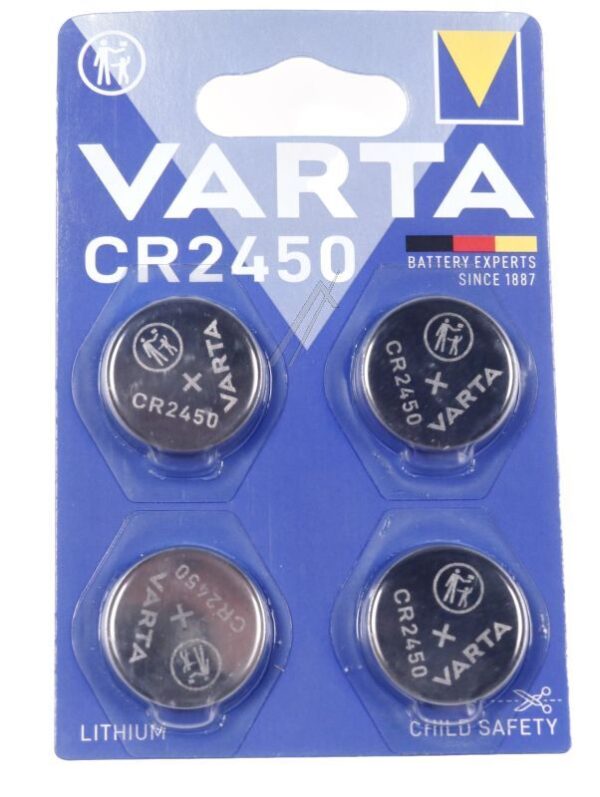 VARTA
CR2450
BATTERY EXPERTS
SINCE 1887
+
CR2450
VARTA
+
CR2450
VARTA
CR2450
+
VARTA
+
CR2450
VARTA
LITHIUM
CHILD SAFETY